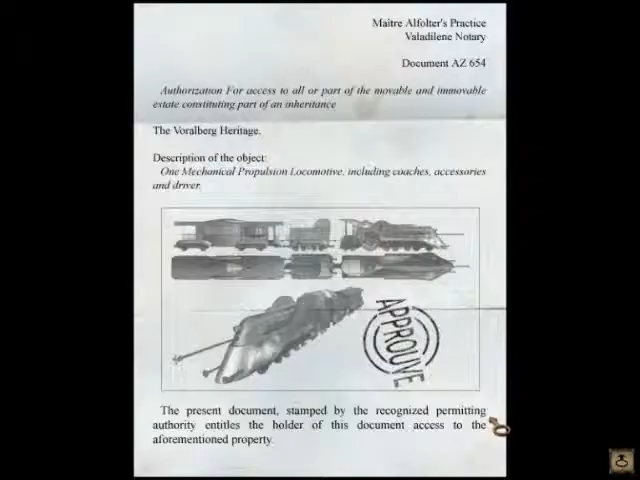 Maître Alfolter's Practice
Valadilene Notary
Document AZ 654
Authorization For access to all or part of the movable and immovable
estate constituting part of an inheritance
The Voralberg Heritage.
Description of the object:
One Mechanical Propulsion Locomotive, including coaches, accessories
and driver.
APPROUVE
The present document, stamped by the recognized permitting
authority entitles the holder of this document access to the
aforementioned property.